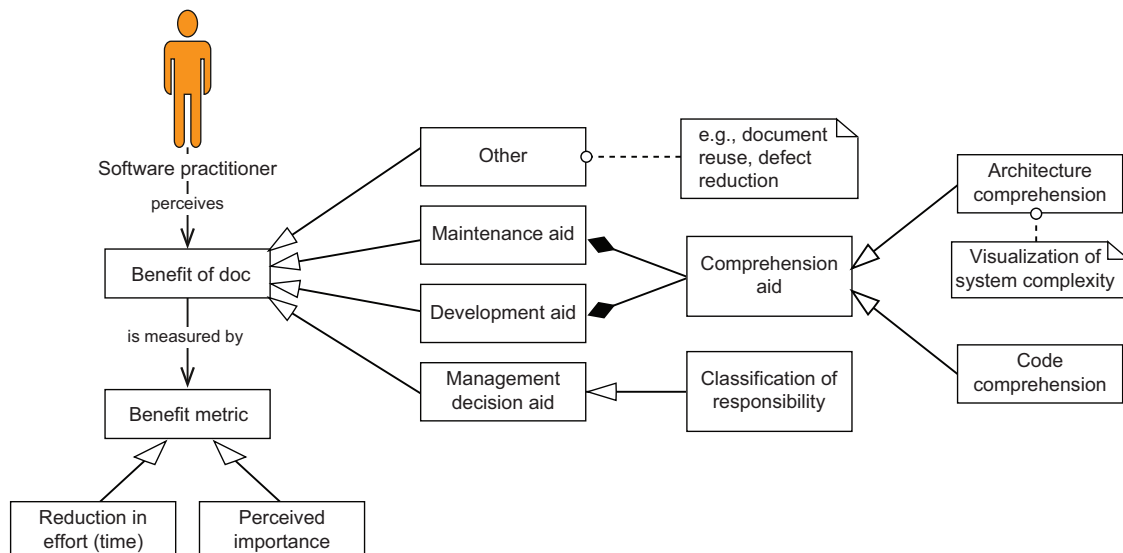 Software practitioner
perceives
Benefit of doc
is measured by
Benefit metric
Reduction in
effort (time)
Perceived
importance
Other
e.g., document
reuse, defect
reduction
Maintenance aid
Development aid
Management
decision aid
Comprehension
aid
Classification of
responsibility
Architecture
comprehension
Visualization of
system complexity
Code
comprehension